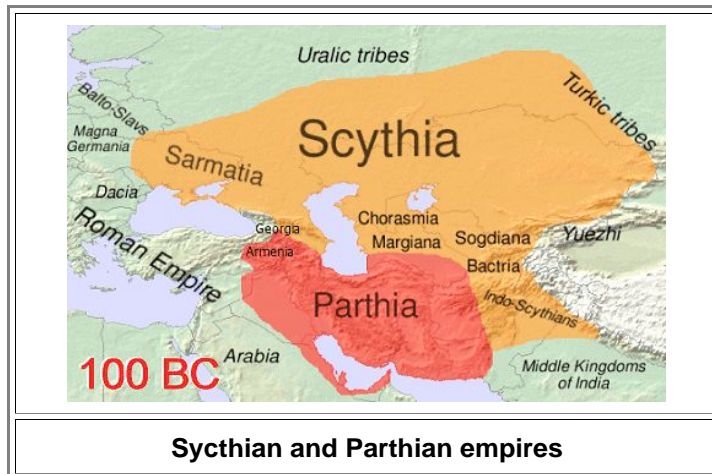 Uralic tribes
Turkic tribes
Balto-Slavs
Magna
Germania
Scythia
Sarmatia
Dacia
Roman Empire
Georgia
Armenia
Chorasmia
Margiana
Sogdiana
Yuezhi
Bactria
Parthia
Indo-Scythians
Arabia
100 BC
Middle Kingdoms
of India
Sycthian and Parthian empires